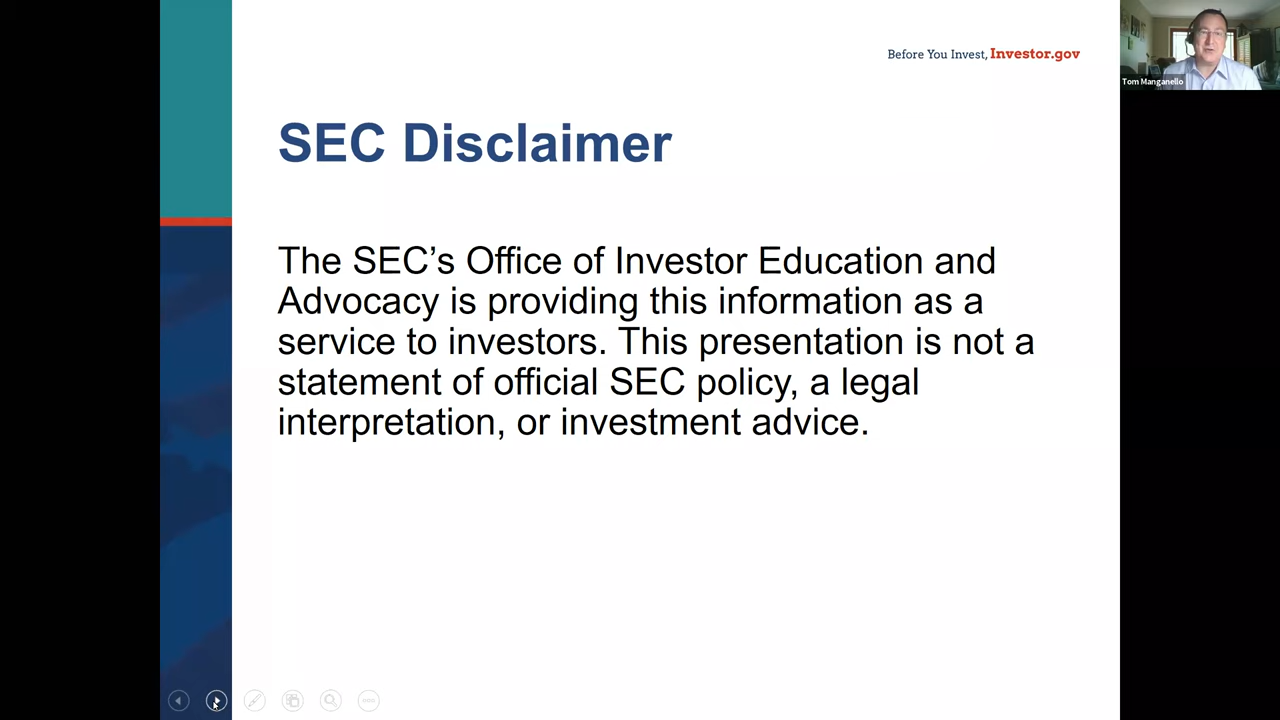 Before You Invest, Investor.gov
Tom Manganello
SEC Disclaimer
The SEC’s Office of Investor Education and
Advocacy is providing this information as a
service to investors. This presentation is not a
statement of official SEC policy, a legal
interpretation, or investment advice.